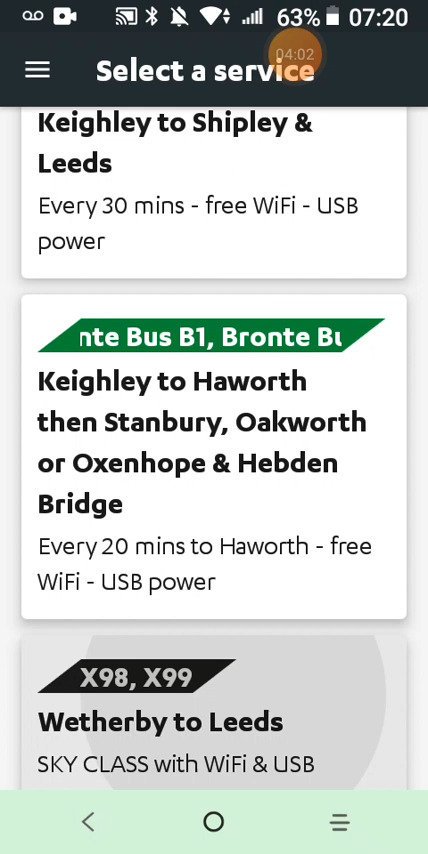 63% 07:20
04:02
Select a service
Keighley to Shipley &
Leeds
Every 30 mins - free WiFi - USB
power
nte Bus B1, Bronte Bu
Keighley to Haworth
then Stanbury, Oakworth
or Oxenhope & Hebden
Bridge
Every 20 mins to Haworth - free
WiFi - USB power
X98, X99
Wetherby to Leeds
SKY CLASS with WiFi & USB